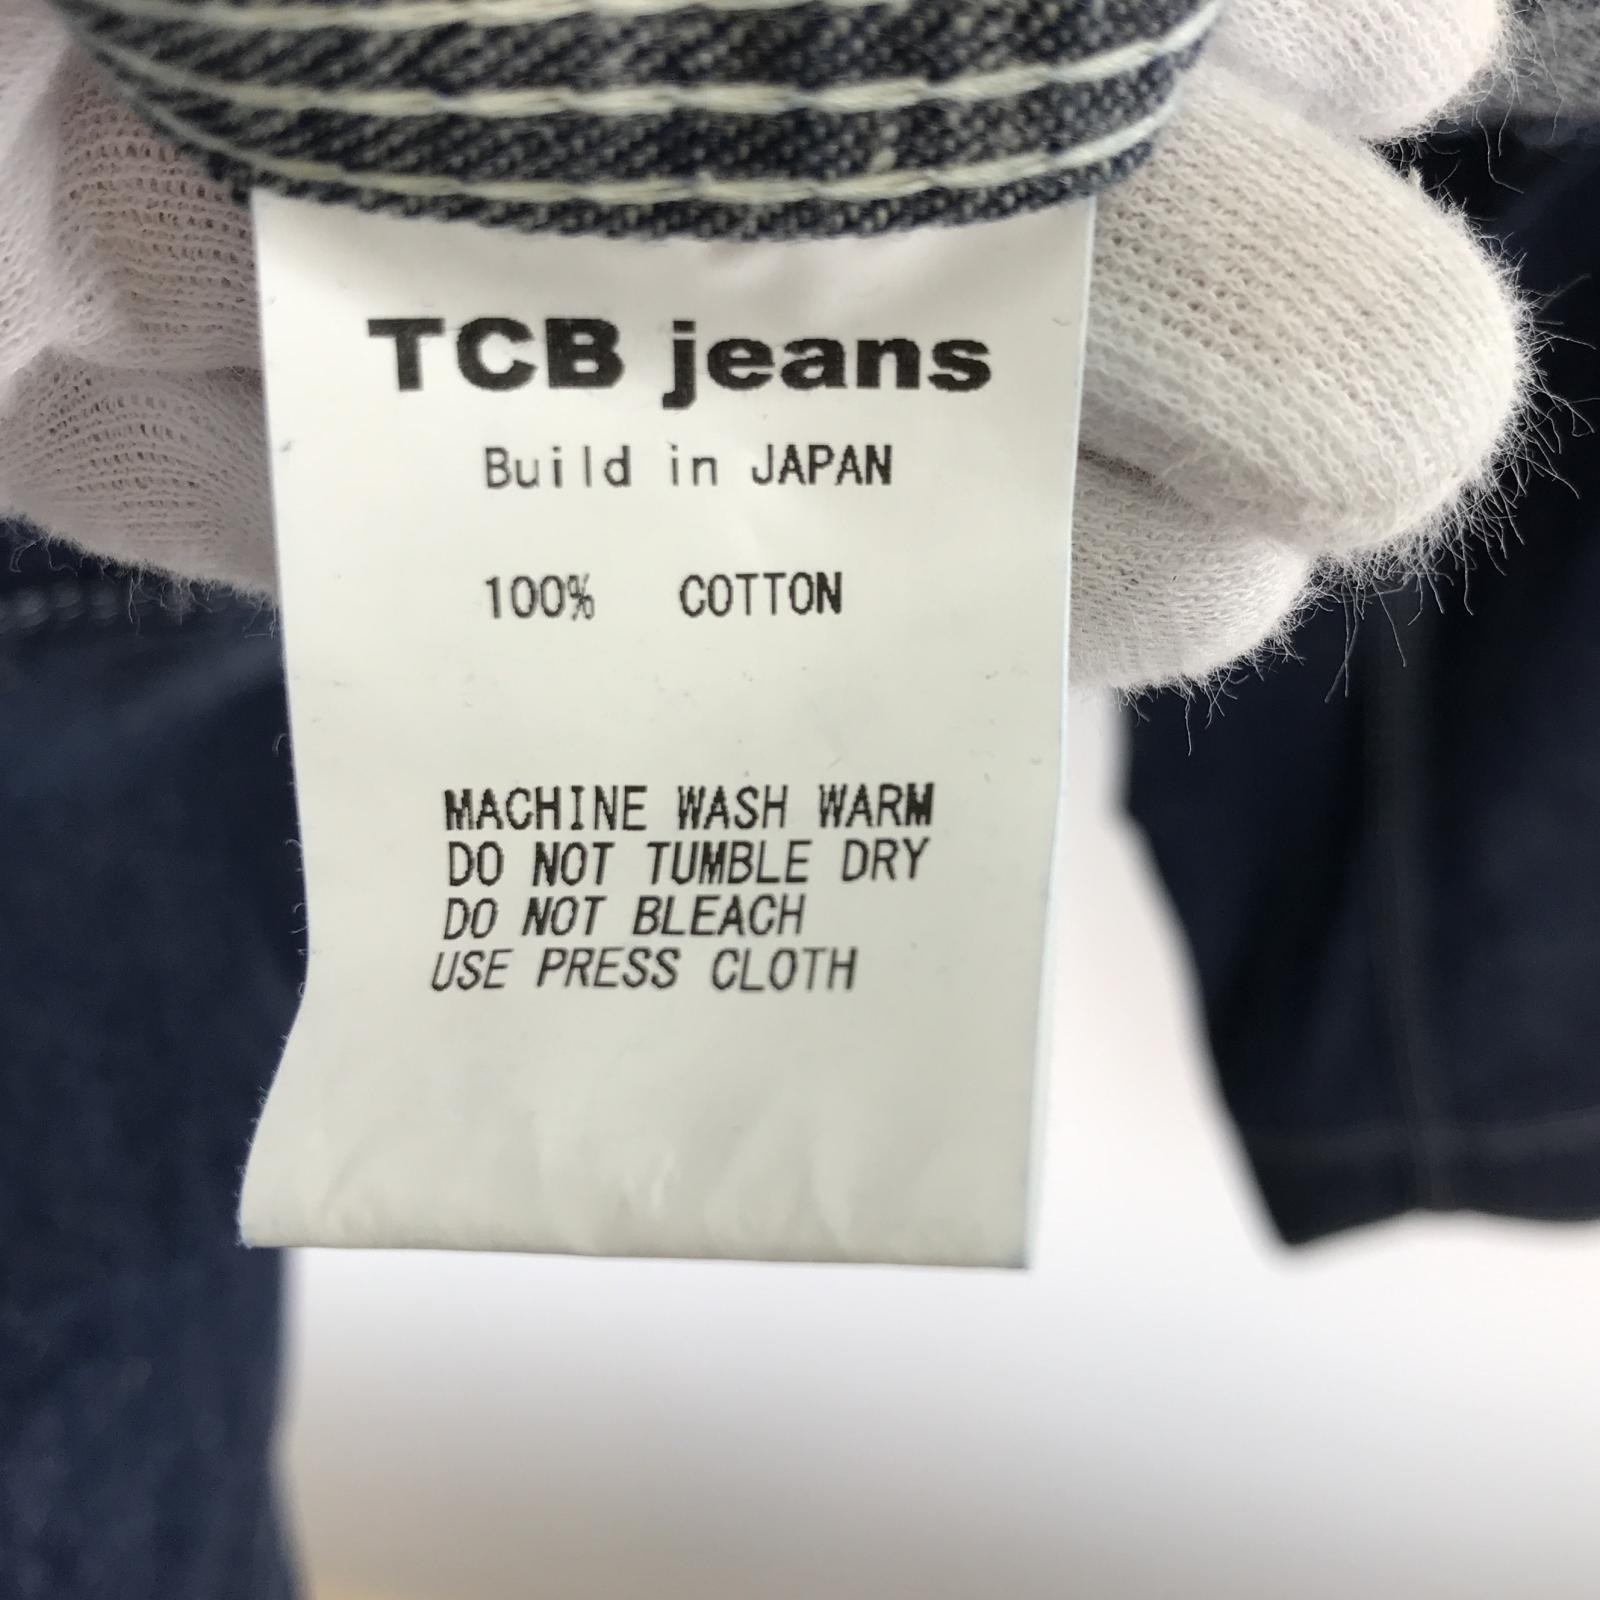 TCB jeans
Build in JAPAN
100% COTTON
MACHINE WASH WARM
DO NOT TUMBLE DRY
DO NOT BLEACH
USE PRESS CLOTH